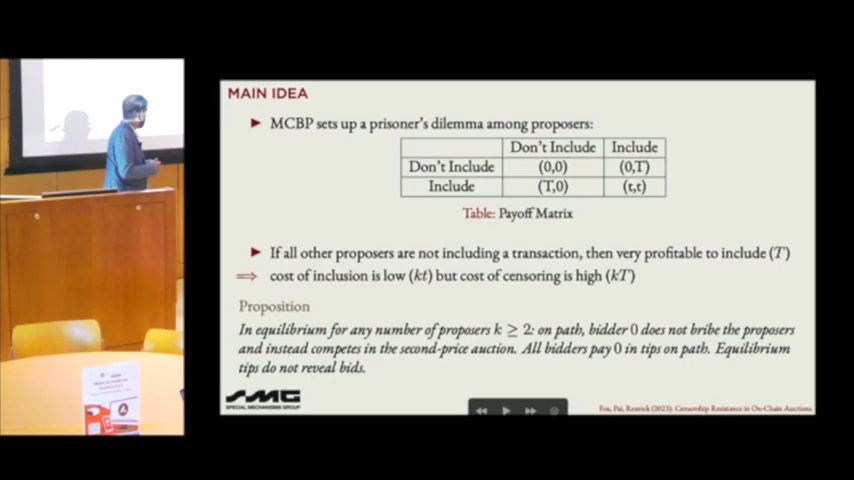 MAIN IDEA
► MCBP sets up a prisoner's dilemma among proposers:
Don't Include Include
Don't Include (0,0) (0,T)
Include (T,0) (t,t)
Table: Payoff Matrix
► If all other proposers are not including a transaction, then very profitable to include (T)
⟹ cost of inclusion is low (kt) but cost of censoring is high (kT)
Proposition
In equilibrium for any number of proposers k ≥ 2: on path, bidder 0 does not bribe the proposers
and instead competes in the second-price auction. All bidders pay 0 in tips on path. Equilibrium
tips do not reveal bids.
SMG
SPECIAL MECHANISMS GROUP
Fox, Pai, Resnick (2023): Censorship Resistance in On-Chain Auctions